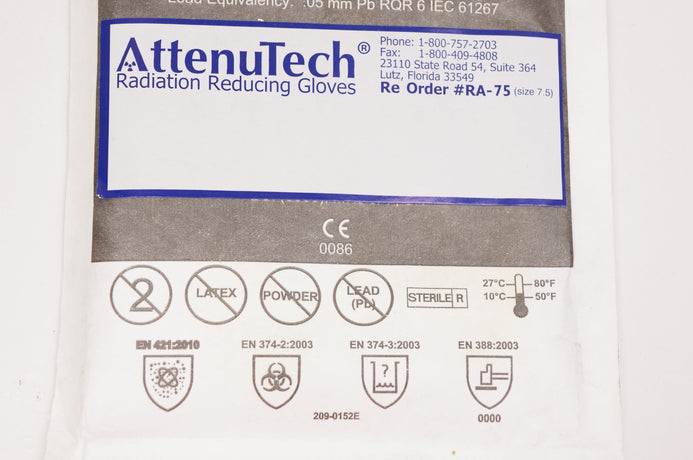 Lead Equivalency: .05 mm Pb RQR 6 IEC 61267
AttenuTech®
Radiation Reducing Gloves
Phone: 1-800-757-2703
Fax: 1-800-409-4808
23110 State Road 54, Suite 364
Lutz, Florida 33549
Re Order #RA-75 (size 7.5)
CE
0086
2
LATEX
POWDER
LEAD
(Pb)
STERILE R
27°C 80°F
10°C 50°F
EN 421:2010
EN 374-2:2003
EN 374-3:2003
EN 388:2003
?
209-0152E
0000